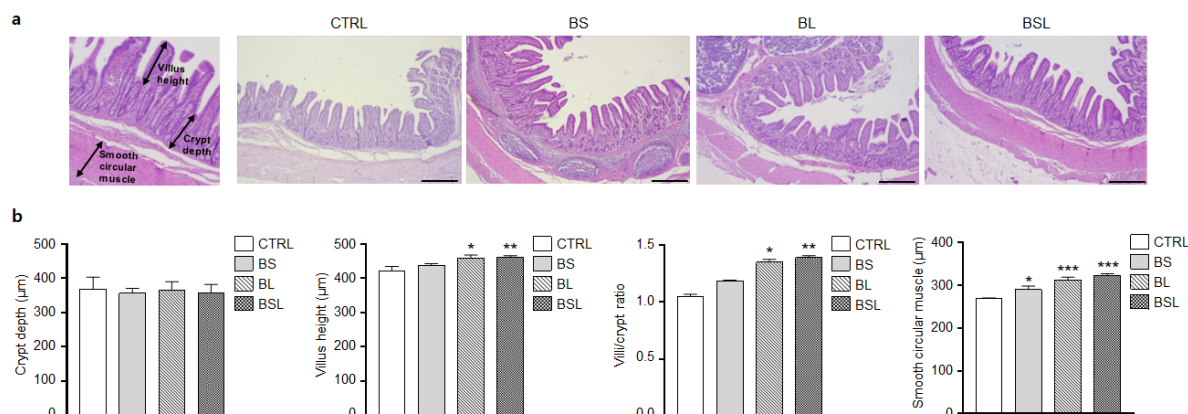 a
CTRL
BS
BL
BSL
Villus
height
Crypt
depth
Smooth
circular
muscle
b
Crypt depth (µm)
500
400
300
200
100
0
CTRL
BS
BL
BSL
Villus height (µm)
500
400
300
200
100
0
* **
CTRL
BS
BL
BSL
Villi/crypt ratio
1.5
1.0
0.5
0.0
* **
CTRL
BS
BL
BSL
Smooth circular muscle (µm)
400
300
200
100
0
* *** ***
CTRL
BS
BL
BSL